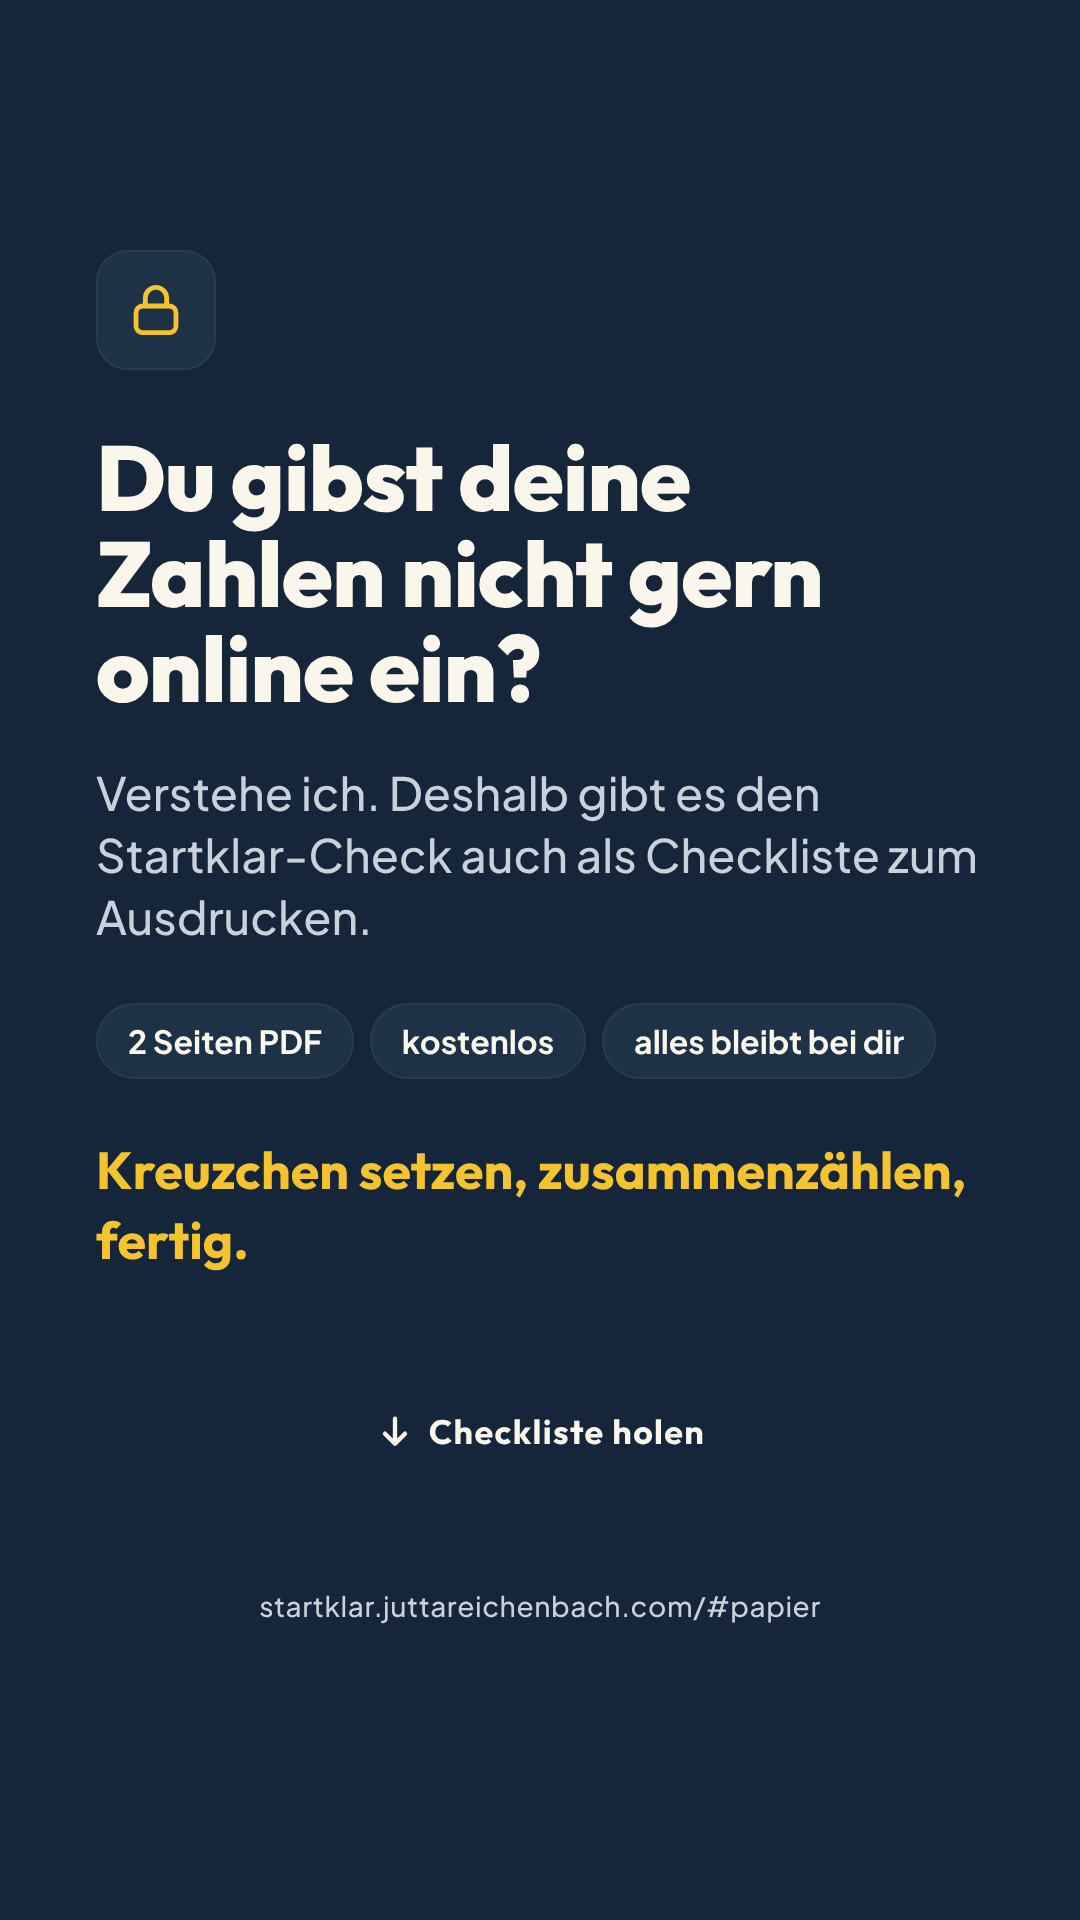 Du gibst deine
Zahlen nicht gern
online ein?
Verstehe ich. Deshalb gibt es den
Startklar-Check auch als Checkliste zum
Ausdrucken.
2 Seiten PDF kostenlos alles bleibt bei dir
Kreuzchen setzen, zusammenzählen,
fertig.
↓ Checkliste holen
startklar.juttareichenbach.com/#papier